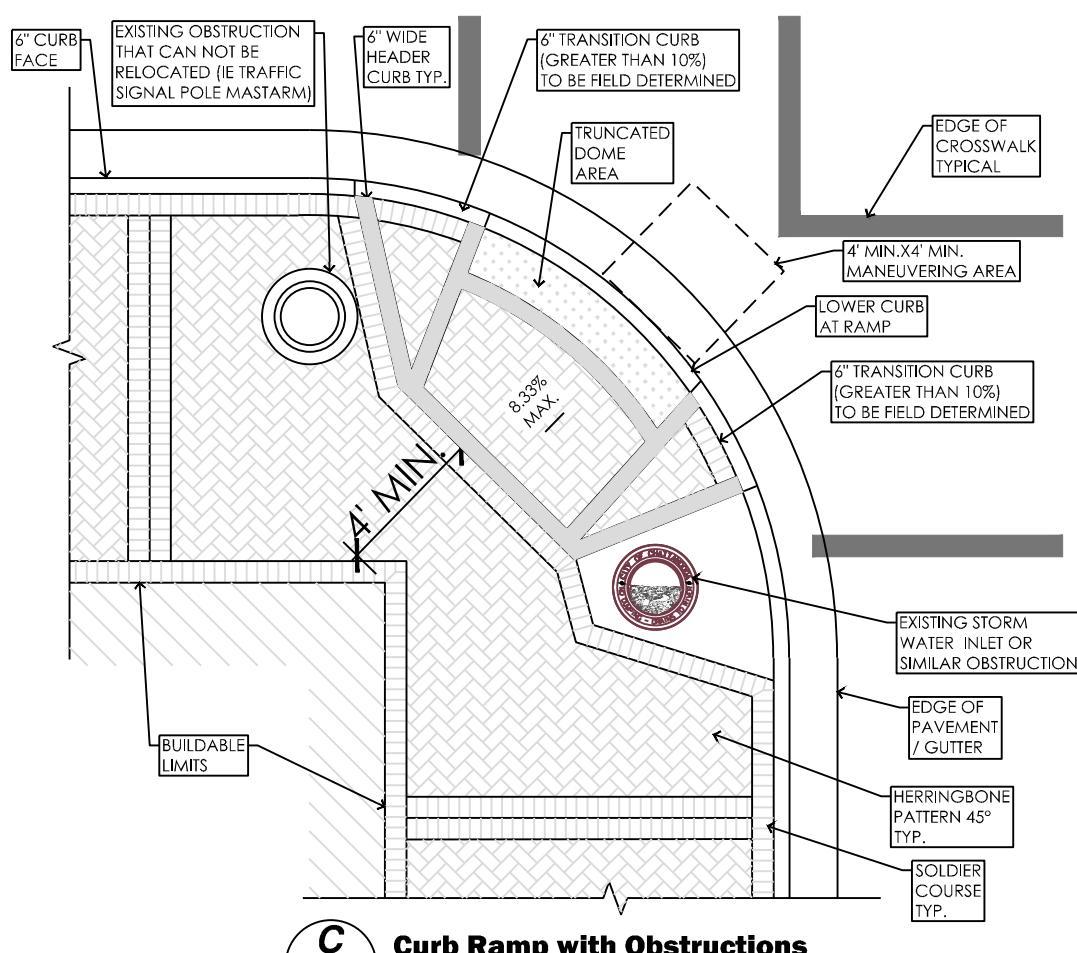 6" CURB
FACE
EXISTING OBSTRUCTION
THAT CAN NOT BE
RELOCATED (IE TRAFFIC
SIGNAL POLE MASTARM)
6" WIDE
HEADER
CURB TYP.
6" TRANSITION CURB
(GREATER THAN 10%)
TO BE FIELD DETERMINED
TRUNCATED
DOME
AREA
EDGE OF
CROSSWALK
TYPICAL
4' MIN.X4' MIN.
MANEUVERING AREA
LOWER CURB
AT RAMP
6" TRANSITION CURB
(GREATER THAN 10%)
TO BE FIELD DETERMINED
8.33%
MAX.
4' MIN.
CITY OF
EXISTING STORM
WATER INLET OR
SIMILAR OBSTRUCTION
EDGE OF
PAVEMENT
/ GUTTER
BUILDABLE
LIMITS
HERRINGBONE
PATTERN 45°
TYP.
SOLDIER
COURSE
TYP.
C
Curb Ramp with Obstructions